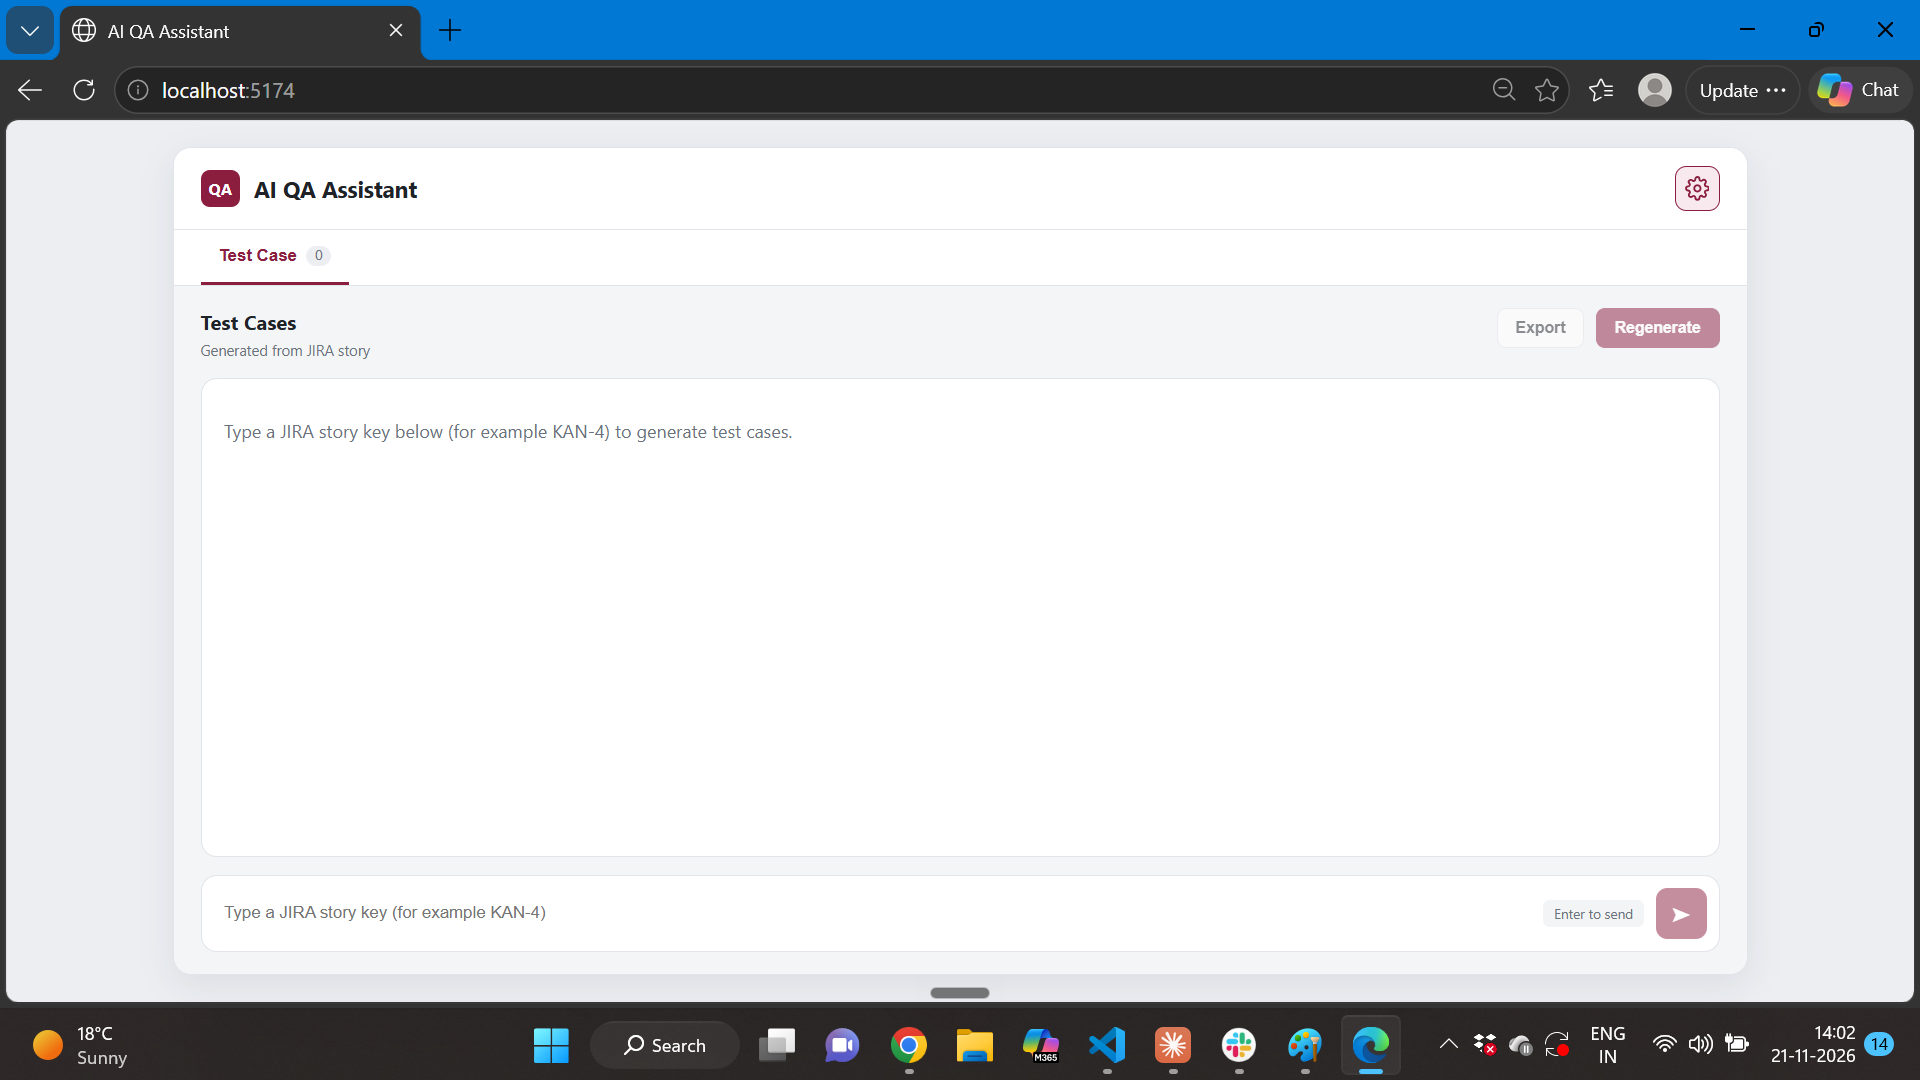 AI QA Assistant
localhost:5174
Update
Chat
QA
AI QA Assistant
Test Case 0
Test Cases
Generated from JIRA story
Export
Regenerate
Type a JIRA story key below (for example KAN-4) to generate test cases.
Type a JIRA story key (for example KAN-4)
Enter to send
18°C
Sunny
Search
M365
ENG
IN
14:02
21-11-2026
14